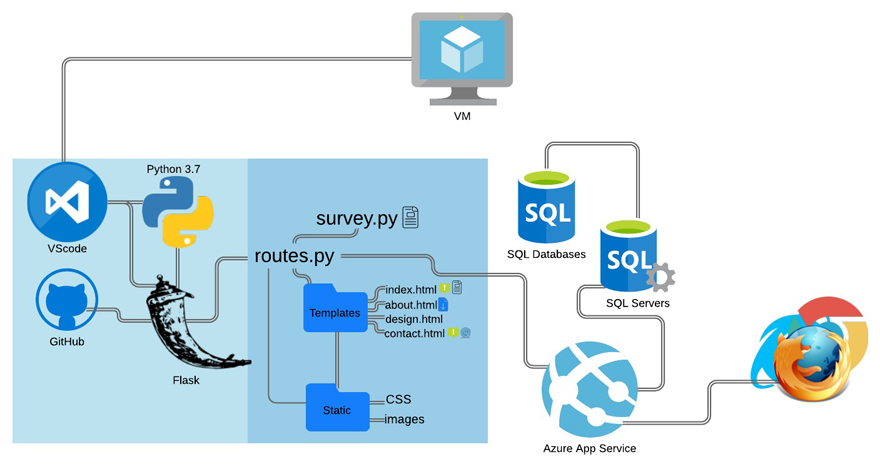 VM
Python 3.7
VScode
GitHub
Flask
survey.py
routes.py
Templates
index.html
about.html
design.html
contact.html
Static
CSS
images
SQL
SQL Databases
SQL
SQL Servers
Azure App Service